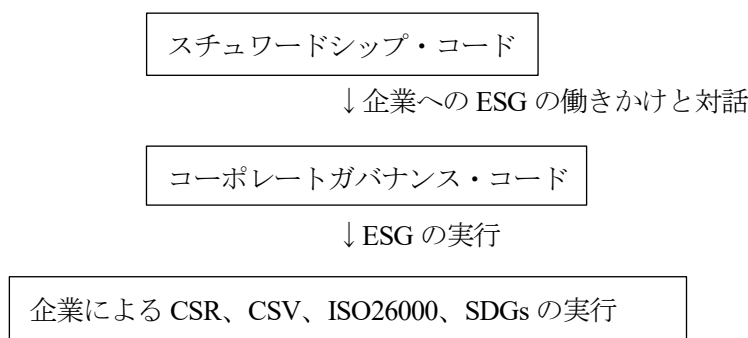 スチュワードシップ・コード
↓企業への ESG の働きかけと対話
コーポレートガバナンス・コード
↓ESG の実行
企業による CSR、CSV、ISO26000、SDGs の実行